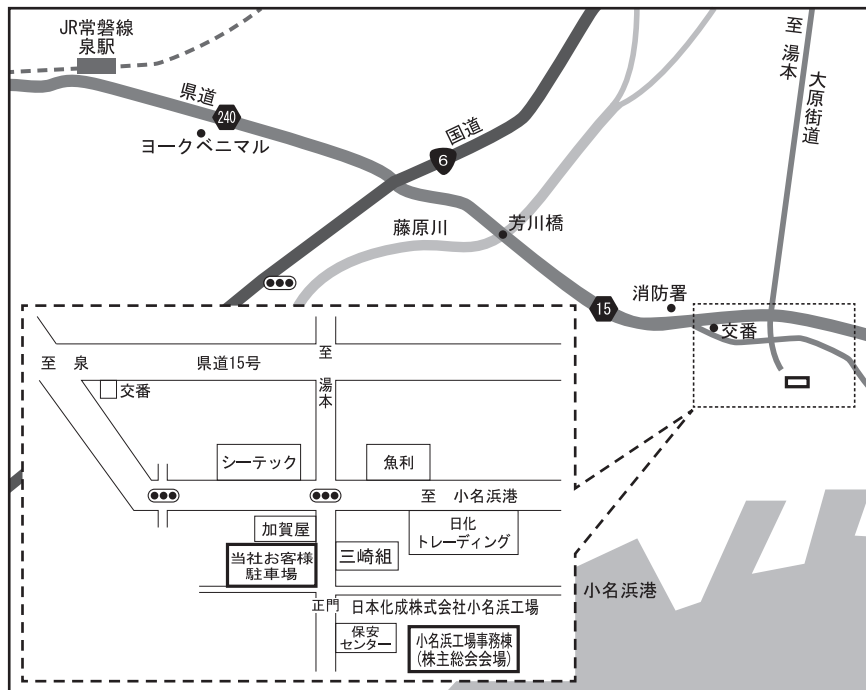 JR常磐線
泉駅
県道
240
ヨークベニマル
国道
6
至 湯本
大原街道
藤原川
芳川橋
15
消防署
交番
至 泉
県道15号
至 湯本
交番
シーテック
魚利
至 小名浜港
加賀屋
日化
トレーディング
当社お客様
駐車場
三崎組
正門
日本化成株式会社小名浜工場
保安
センター
小名浜工場事務棟
(株主総会会場)
小名浜港